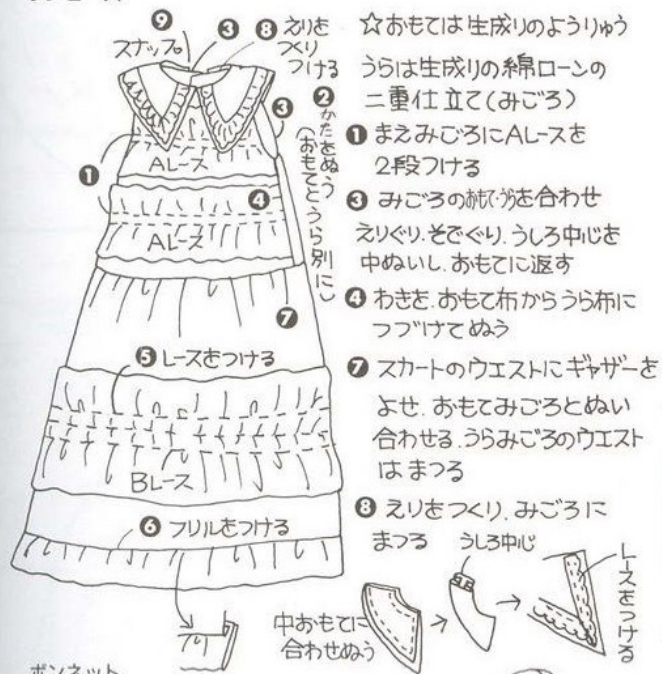 ❾
スナップ
❸
❽ えりを
つくり
つける
❸
❷ かたをぬう
(おもてとうら別に)
❶
Aレース
❹
Aレース
❼
❺ レースをつける
Bレース
❻ フリルをつける
☆おもては生成りのようりゅう
うらは生成りの綿ローンの
二重仕立て(みごろ)
❶ まえみごろにAレースを
2段つける
❸ みごろのおもて・うらを合わせ
えりぐり、そでぐり、うしろ中心を
中ぬいし、おもてに返す
❹ わきを、おもて布からうら布に
つづけてぬう
❼ スカートのウエストにギャザーを
よせ、おもてみごろとぬい
合わせる、うらみごろのウエスト
はまつる
❽ えりをつくり、みごろに
まつる
うしろ中心
レースをつける
中おもてに
合わせぬう
ボンネット